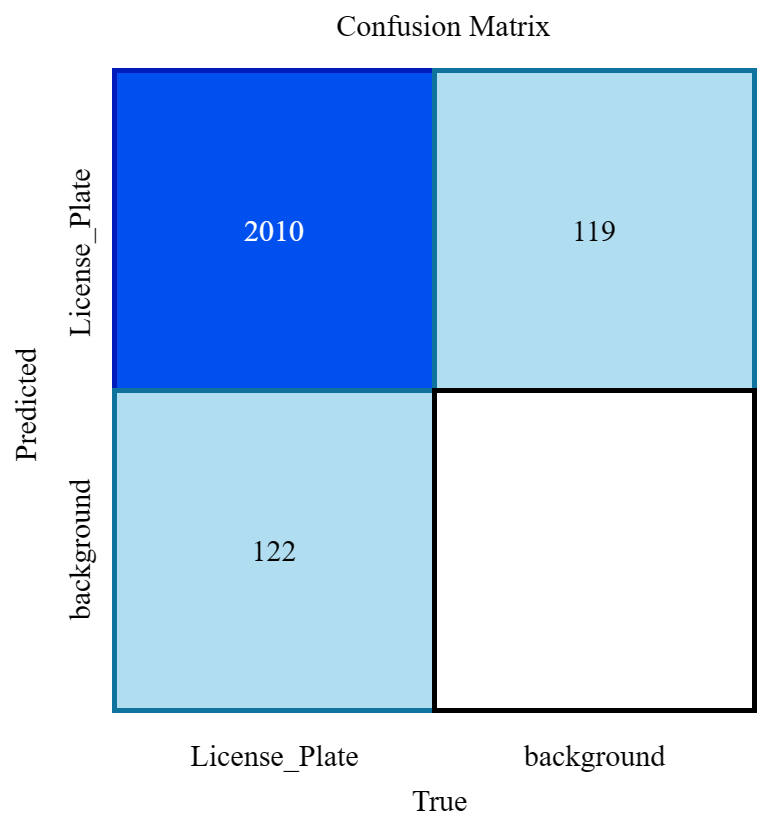 Confusion Matrix
License_Plate
2010
119
Predicted
background
122
License_Plate
background
True